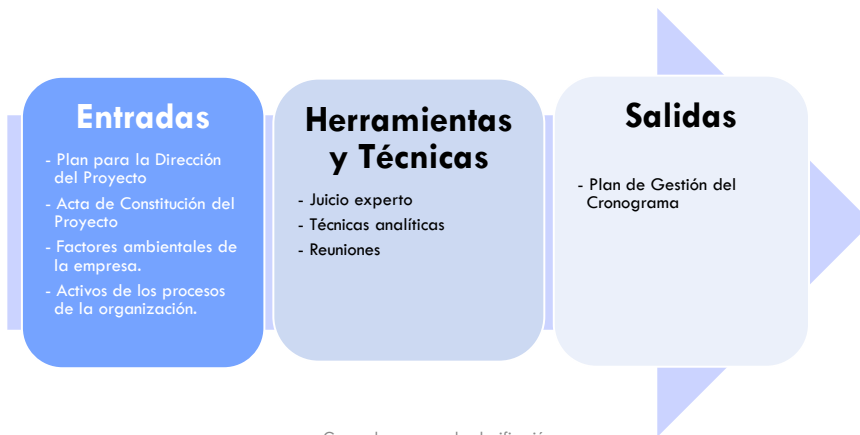 Entradas
- Plan para la Dirección
del Proyecto
- Acta de Constitución del
Proyecto
- Factores ambientales de
la empresa.
- Activos de los procesos
de la organización.
Herramientas
y Técnicas
- Juicio experto
- Técnicas analíticas
- Reuniones
Salidas
- Plan de Gestión del
Cronograma